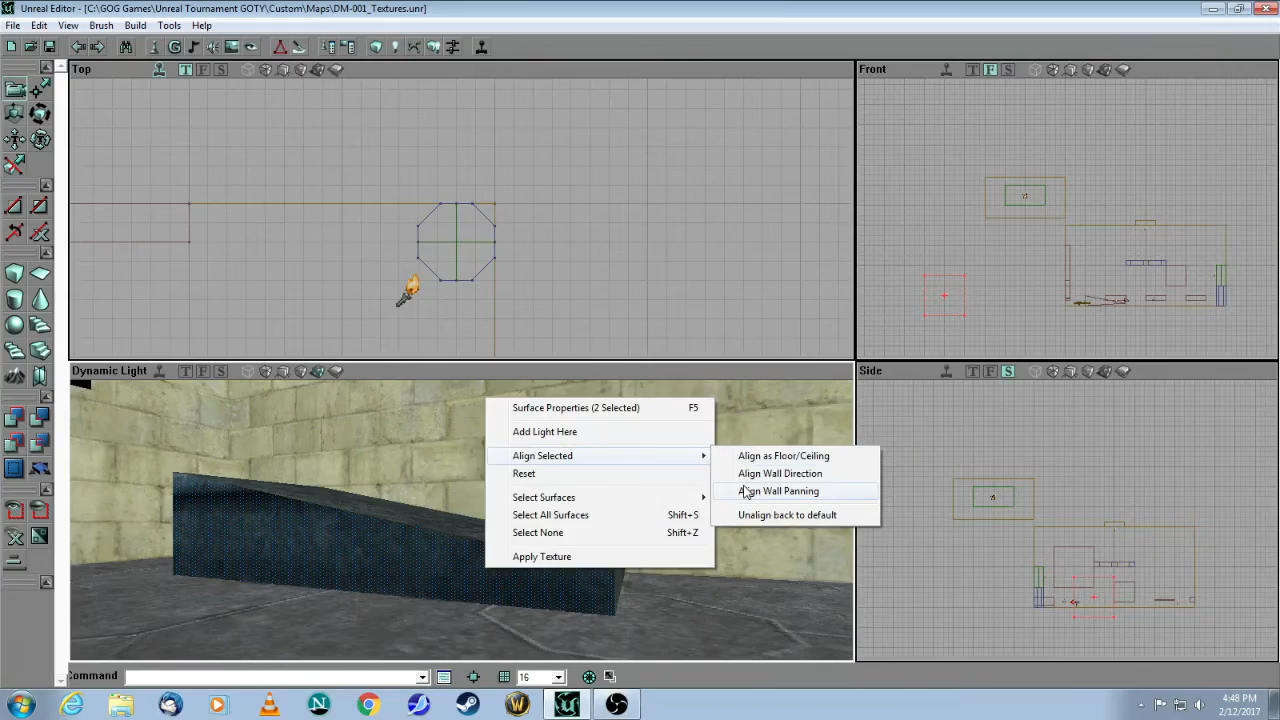 Unreal Editor - [C:\GOG Games\Unreal Tournament GOTY\Custom\Maps\DM-001_Textures.unr]
File Edit View Brush Build Tools Help
Top
T F S
Front
T F S
Dynamic Light
T F S
Side
T F S
Surface Properties (2 Selected) F5
Add Light Here
Align Selected
Reset
Select Surfaces
Select All Surfaces Shift+S
Select None Shift+Z
Apply Texture
Align as Floor/Ceiling
Align Wall Direction
Align Wall Panning
Unalign back to default
Command
16
4:48 PM
2/12/2017